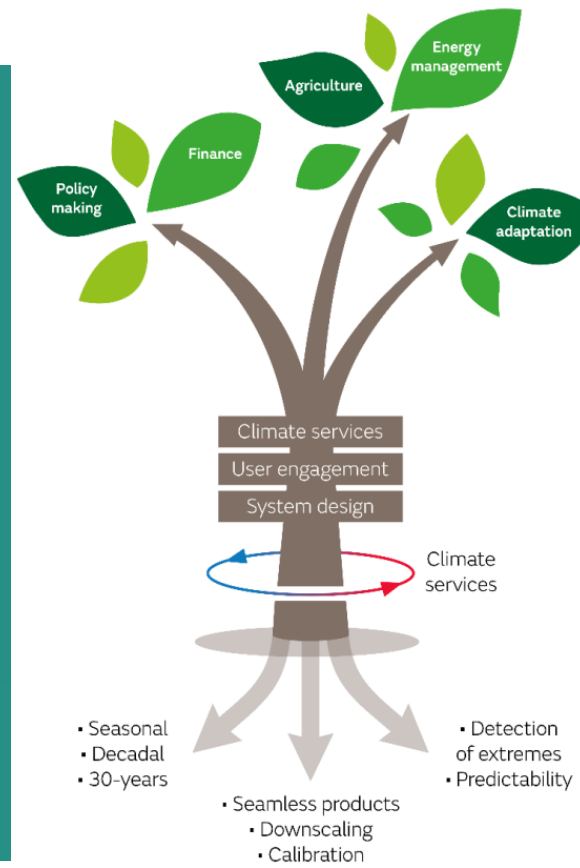 Energy
management
Agriculture
Finance
Policy
making
Climate
adaptation
Climate services
User engagement
System design
Climate
services
▪ Seasonal
▪ Decadal
▪ 30-years
▪ Seamless products
▪ Downscaling
▪ Calibration
▪ Detection
of extremes
▪ Predictability